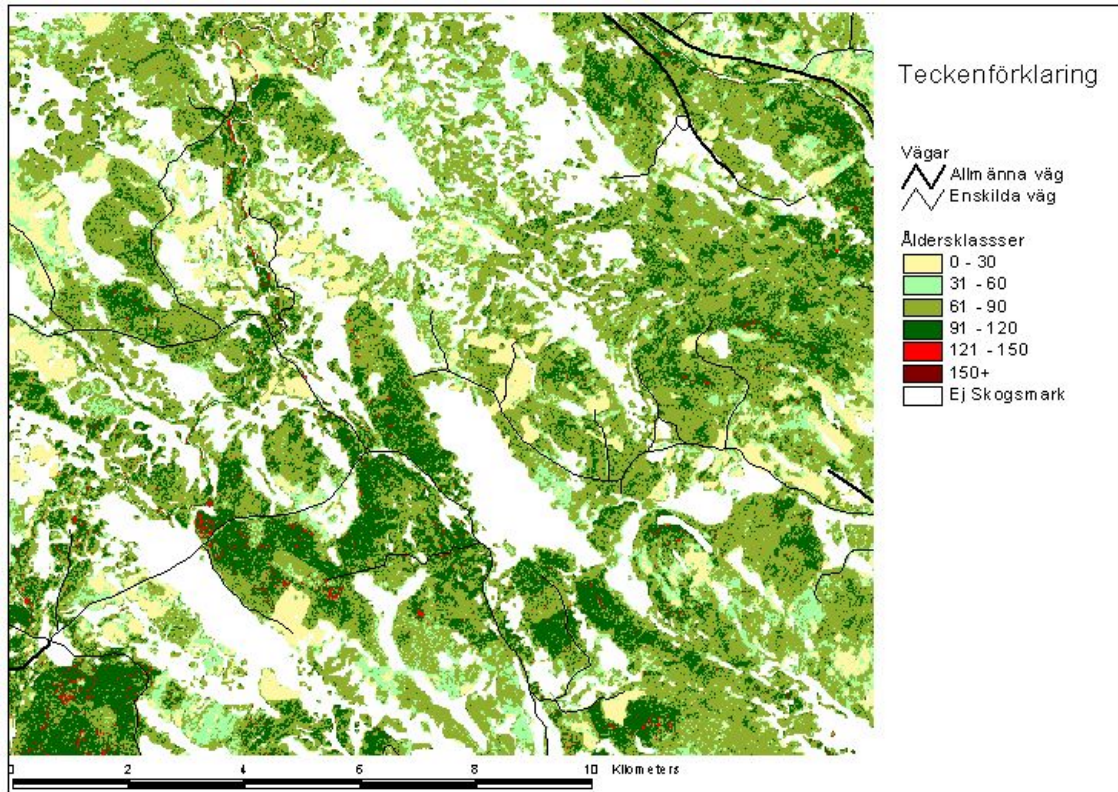 Teckenförklaring
Vägar
Allmänna väg
Enskilda väg
Åldersklassser
0 - 30
31 - 60
61 - 90
91 - 120
121 - 150
150+
Ej Skogsmark
0 2 4 6 8 10 Kilometers